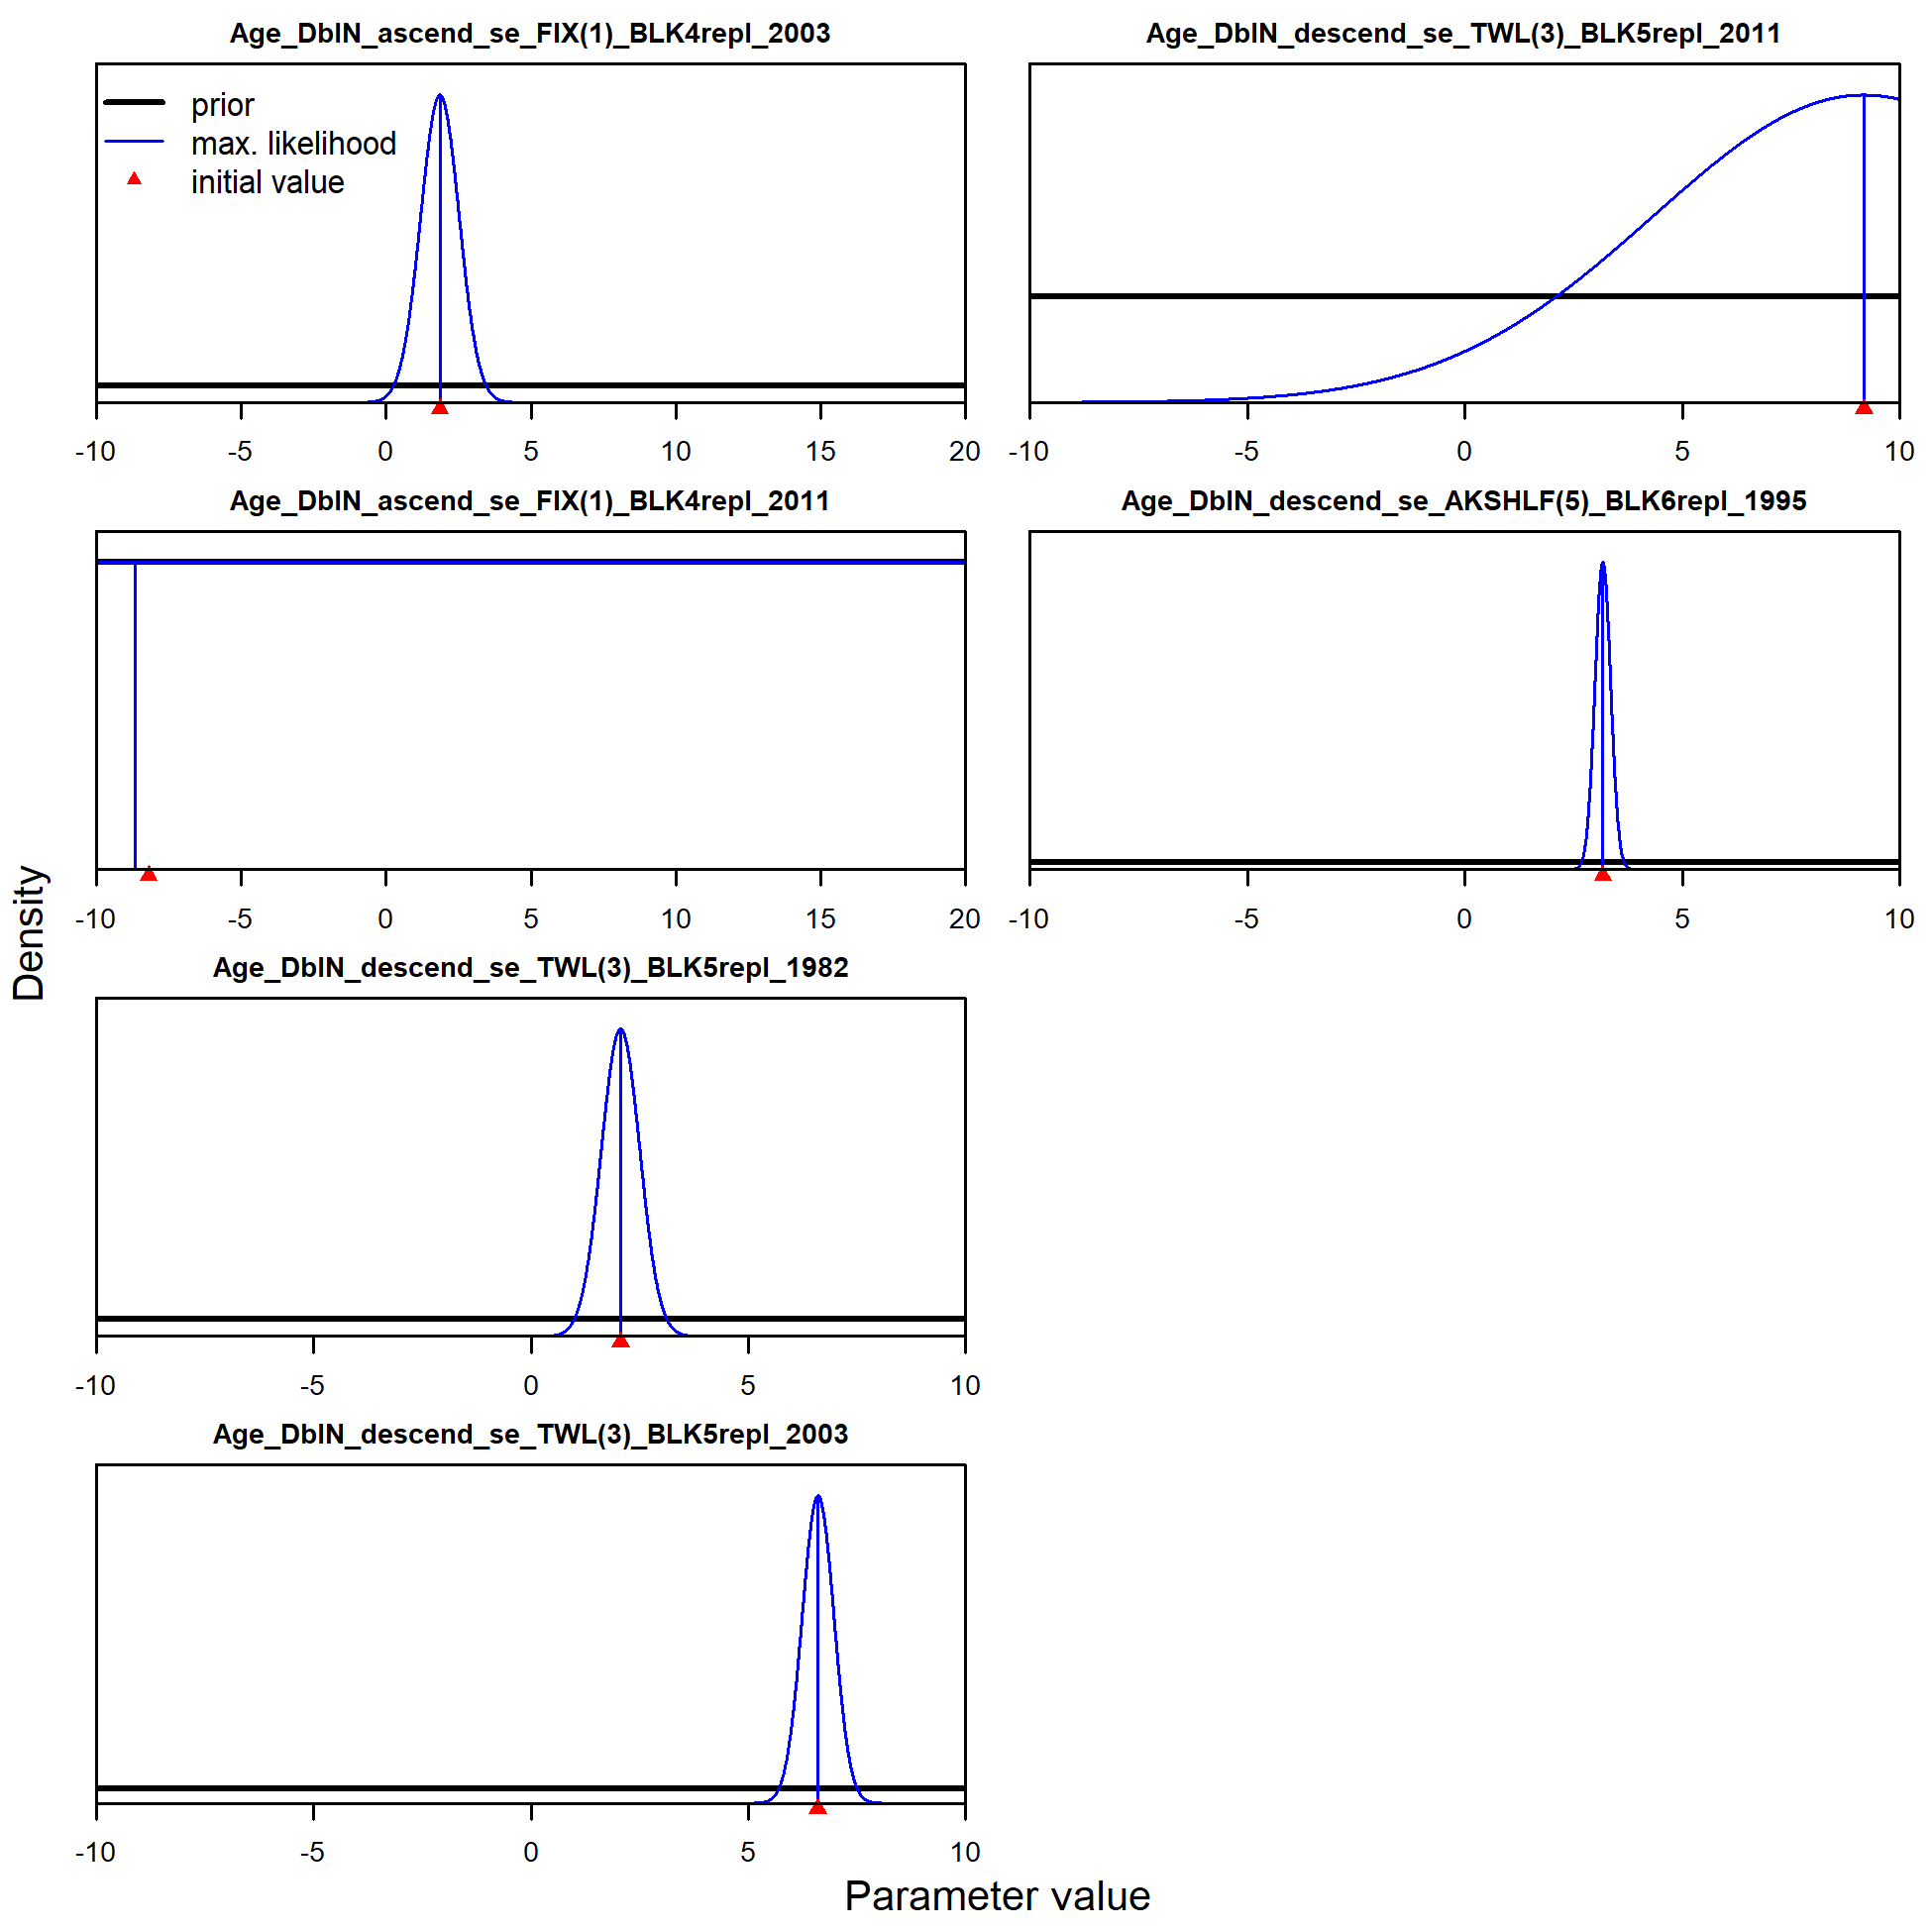 Age_DblN_ascend_se_FIX(1)_BLK4repl_2003
prior
max. likelihood
initial value
-10 -5 0 5 10 15 20
Age_DblN_ascend_se_FIX(1)_BLK4repl_2011
-10 -5 0 5 10 15 20
Age_DblN_descend_se_TWL(3)_BLK5repl_1982
-10 -5 0 5 10
Age_DblN_descend_se_TWL(3)_BLK5repl_2003
-10 -5 0 5 10
Age_DblN_descend_se_TWL(3)_BLK5repl_2011
-10 -5 0 5 10
Age_DblN_descend_se_AKSHLF(5)_BLK6repl_1995
-10 -5 0 5 10
Density
Parameter value